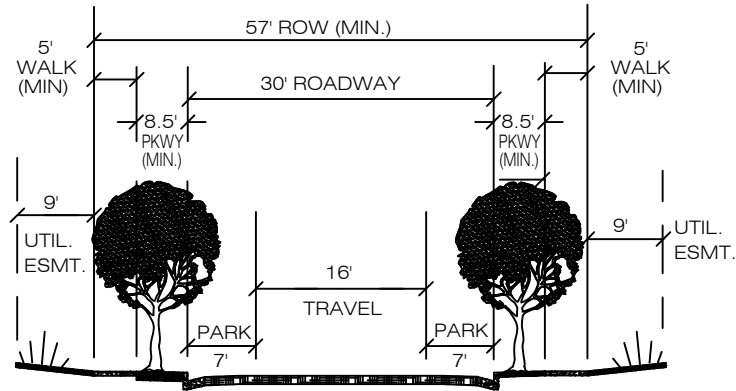 57' ROW (MIN.)
5'
WALK
(MIN)
5'
WALK
(MIN)
30' ROADWAY
8.5'
PKWY
(MIN.)
8.5'
PKWY
(MIN.)
9'
UTIL.
ESMT.
9'
UTIL.
ESMT.
16'
TRAVEL
PARK
7'
PARK
7'